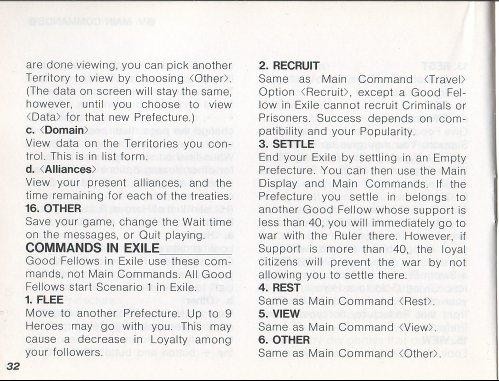 are done viewing, you can pick another
Territory to view by choosing <Other>.
(The data on screen will stay the same,
however, until you choose to view
<Data> for that new Prefecture.)
c. <Domain>
View data on the Territories you con-
trol. This is in list form.
d. <Alliances>
View your present alliances, and the
time remaining for each of the treaties.
16. OTHER
Save your game, change the Wait time
on the messages, or Quit playing.
COMMANDS IN EXILE
Good Fellows in Exile use these com-
mands, not Main Commands. All Good
Fellows start Scenario 1 in Exile.
1. FLEE
Move to another Prefecture. Up to 9
Heroes may go with you. This may
cause a decrease in Loyalty among
your followers.
32
2. RECRUIT
Same as Main Command <Travel>
Option <Recruit>, except a Good Fel-
low in Exile cannot recruit Criminals or
Prisoners. Success depends on com-
patibility and your Popularity.
3. SETTLE
End your Exile by settling in an Empty
Prefecture. You can then use the Main
Display and Main Commands. If the
Prefecture you settle in belongs to
another Good Fellow whose support is
less than 40, you will immediately go to
war with the Ruler there. However, if
Support is more than 40, the loyal
citizens will prevent the war by not
allowing you to settle there.
4. REST
Same as Main Command <Rest>.
5. VIEW
Same as Main Command <View>.
6. OTHER
Same as Main Command <Other>.